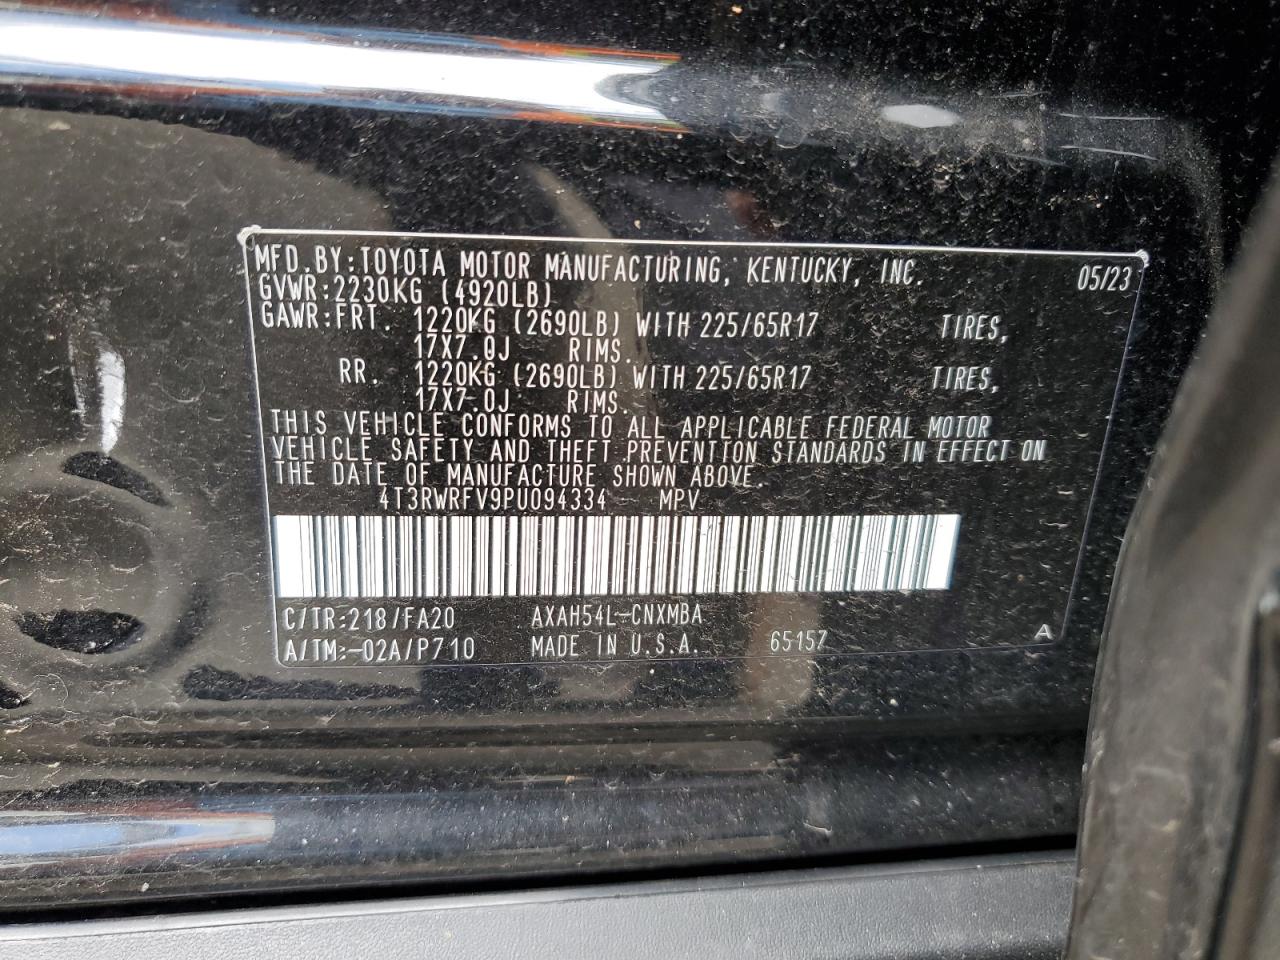 MFD.BY:TOYOTA MOTOR MANUFACTURING, KENTUCKY, INC. 05/23
GVWR:2230KG (4920LB)
GAWR:FRT. 1220KG (2690LB) WITH 225/65R17 TIRES,
17X7.0J RIMS.
RR. 1220KG (2690LB) WITH 225/65R17 TIRES,
17X7.0J RIMS.
THIS VEHICLE CONFORMS TO ALL APPLICABLE FEDERAL MOTOR
VEHICLE SAFETY AND THEFT PREVENTION STANDARDS IN EFFECT ON
THE DATE OF MANUFACTURE SHOWN ABOVE.
4T3RWRFV9PU094334 MPV
C/TR:218/FA20 AXAH54L-CNXMBA
A/TM:-02A/P710 MADE IN U.S.A. 65157 A